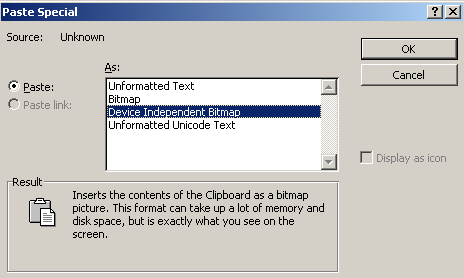 Paste Special
Source: Unknown
OK
Cancel
As:
Paste:
Paste link:
Unformatted Text
Bitmap
Device Independent Bitmap
Unformatted Unicode Text
Display as icon
Result
Inserts the contents of the Clipboard as a bitmap
picture. This format can take up a lot of memory and
disk space, but is exactly what you see on the
screen.